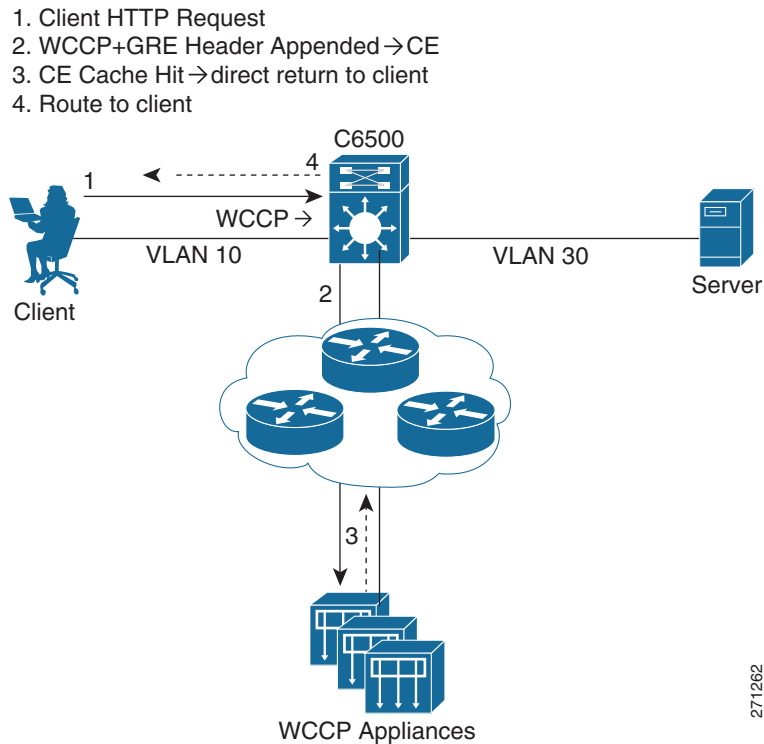 1. Client HTTP Request
2. WCCP+GRE Header Appended→CE
3. CE Cache Hit→direct return to client
4. Route to client
C6500
4
1
WCCP→
VLAN 10
VLAN 30
Client
Server
2
3
WCCP Appliances
271262